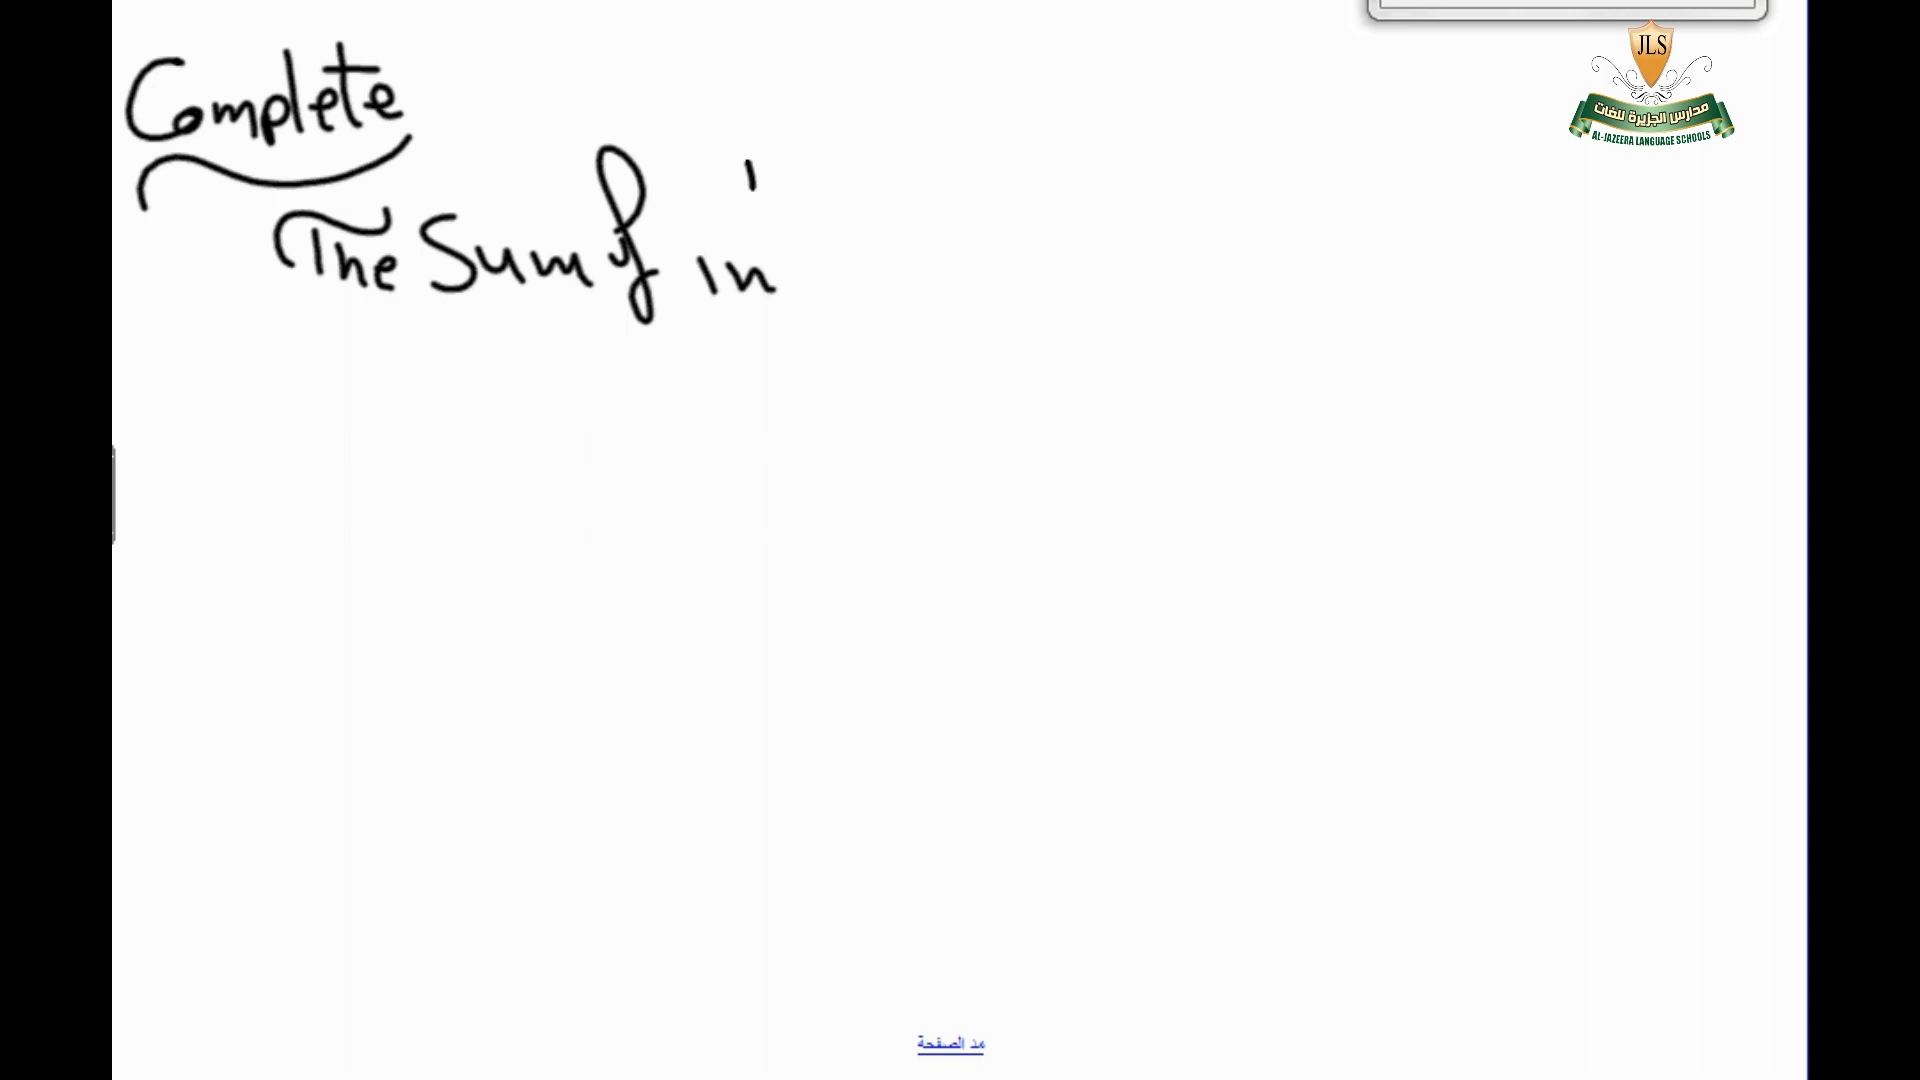 Complete
The Sum of in
JLS
مدارس الجزيرة للغات
AL-JAZEERA LANGUAGE SCHOOLS
مد الصفحة